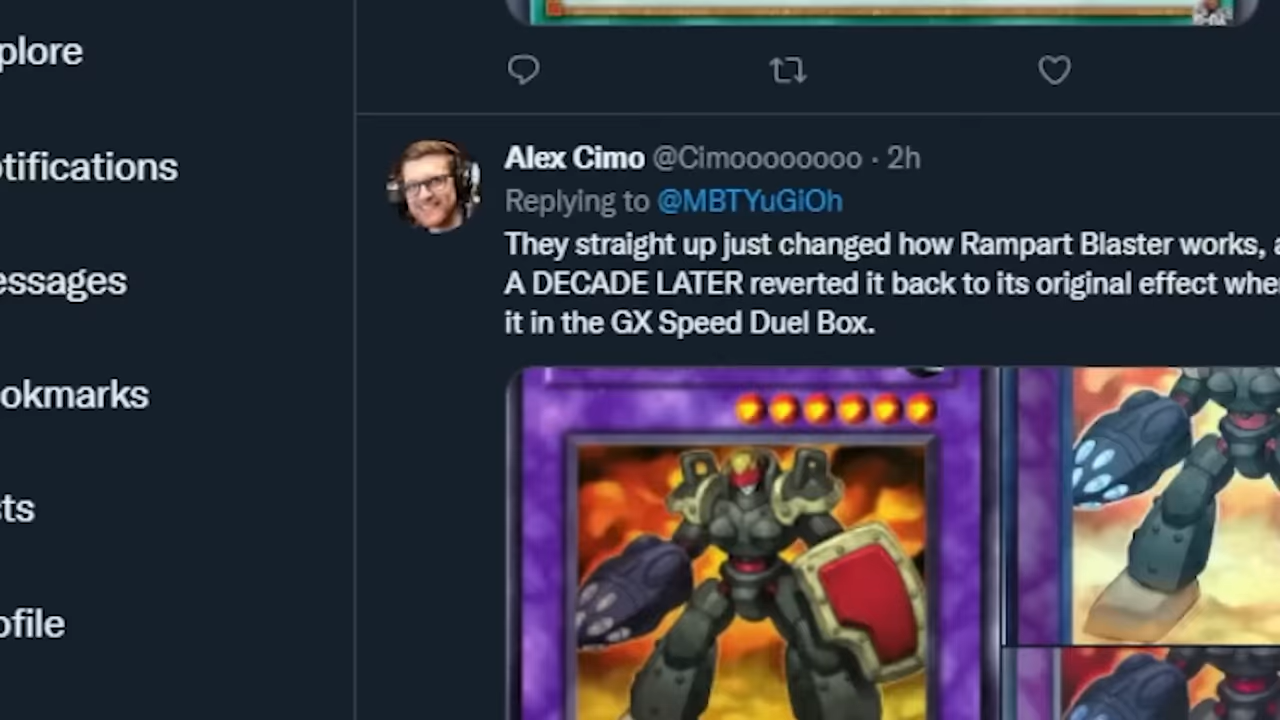 plore
otifications
essages
okmarks
sts
ofile
Alex Cimo @Cimoooooooo · 2h
Replying to @MBTYuGiOh
They straight up just changed how Rampart Blaster works, a
A DECADE LATER reverted it back to its original effect whe
it in the GX Speed Duel Box.